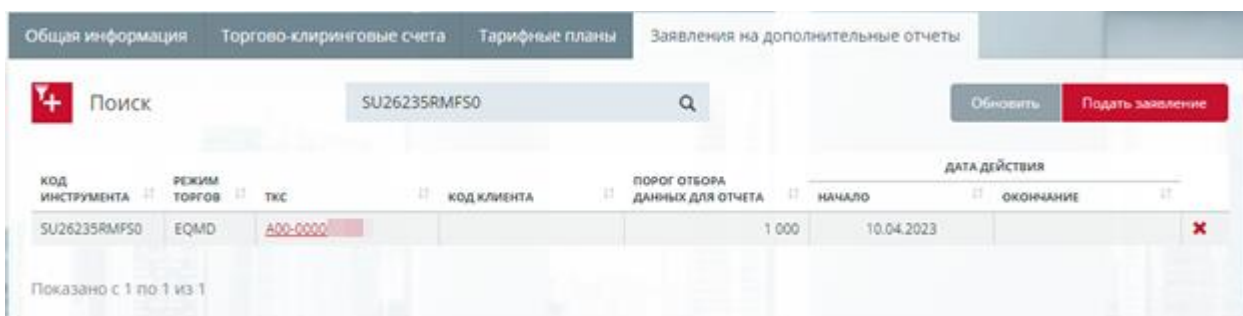 Общая информация Торгово-клиринговые счета Тарифные планы Заявления на дополнительные отчеты
Поиск SU26235RMFS0 Обновить Подать заявление
КОД ИНСТРУМЕНТА РЕЖИМ ТОРГОВ ТКС КОД КЛИЕНТА ПОРОГ ОТБОРА ДАННЫХ ДЛЯ ОТЧЕТА ДАТА ДЕЙСТВИЯ
НАЧАЛО ОКОНЧАНИЕ
SU26235RMFS0 EQMD A00-0000 1 000 10.04.2023
Показано с 1 по 1 из 1